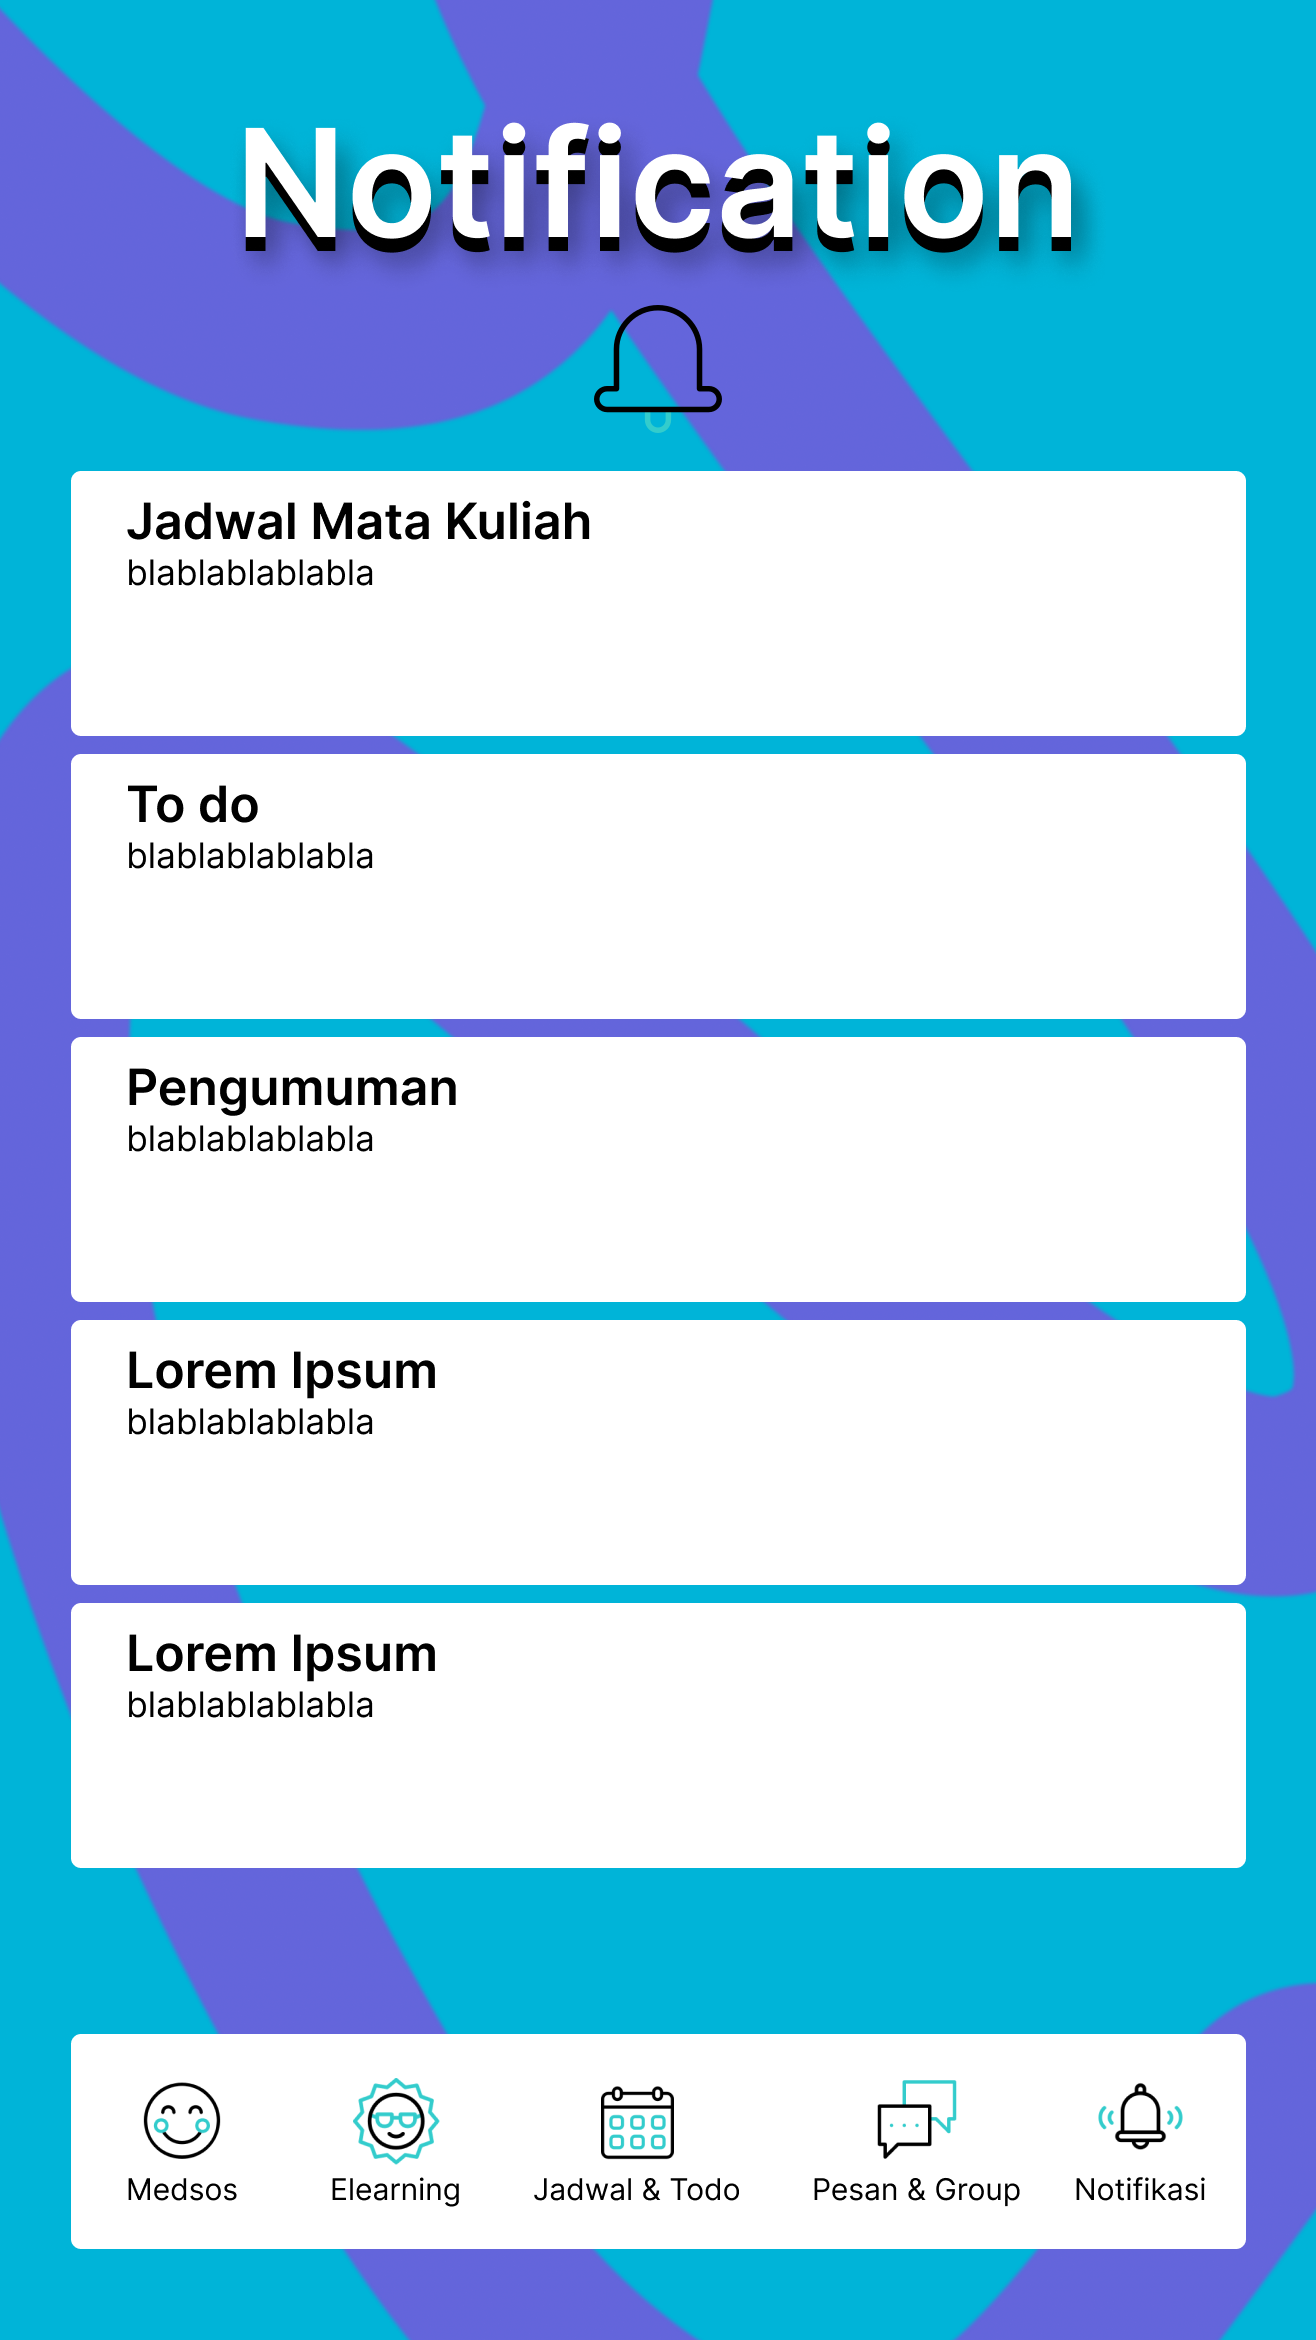 Notification
Jadwal Mata Kuliah
blablablablabla
To do
blablablablabla
Pengumuman
blablablablabla
Lorem Ipsum
blablablablabla
Lorem Ipsum
blablablablabla
Medsos
Elearning
Jadwal & Todo
Pesan & Group
Notifikasi